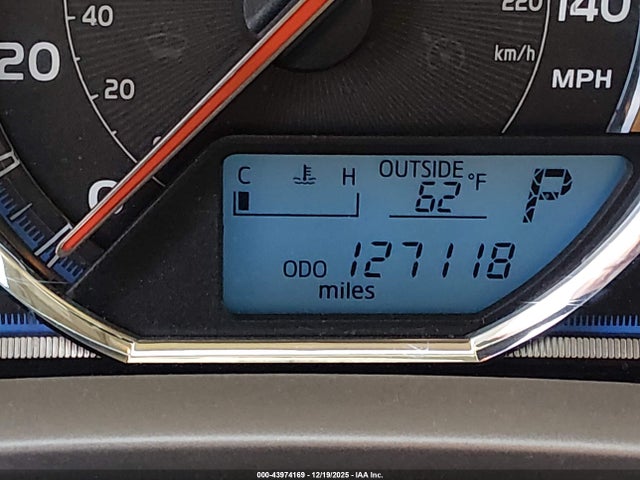 40
220
140
20
km/h
20
MPH
0
C H OUTSIDE
62 °F
P
ODO 127118
miles
000-43974169 - 12/19/2025 - IAA Inc.